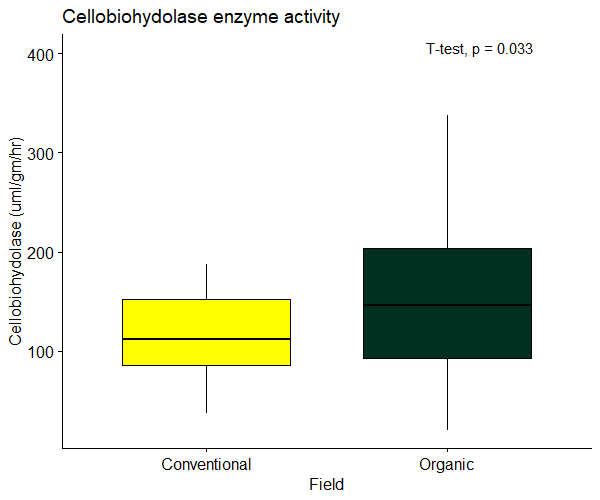 Cellobiohydolase enzyme activity
T-test, p = 0.033
400
300
200
100
Cellobiohydolase (uml/gm/hr)
Conventional
Organic
Field